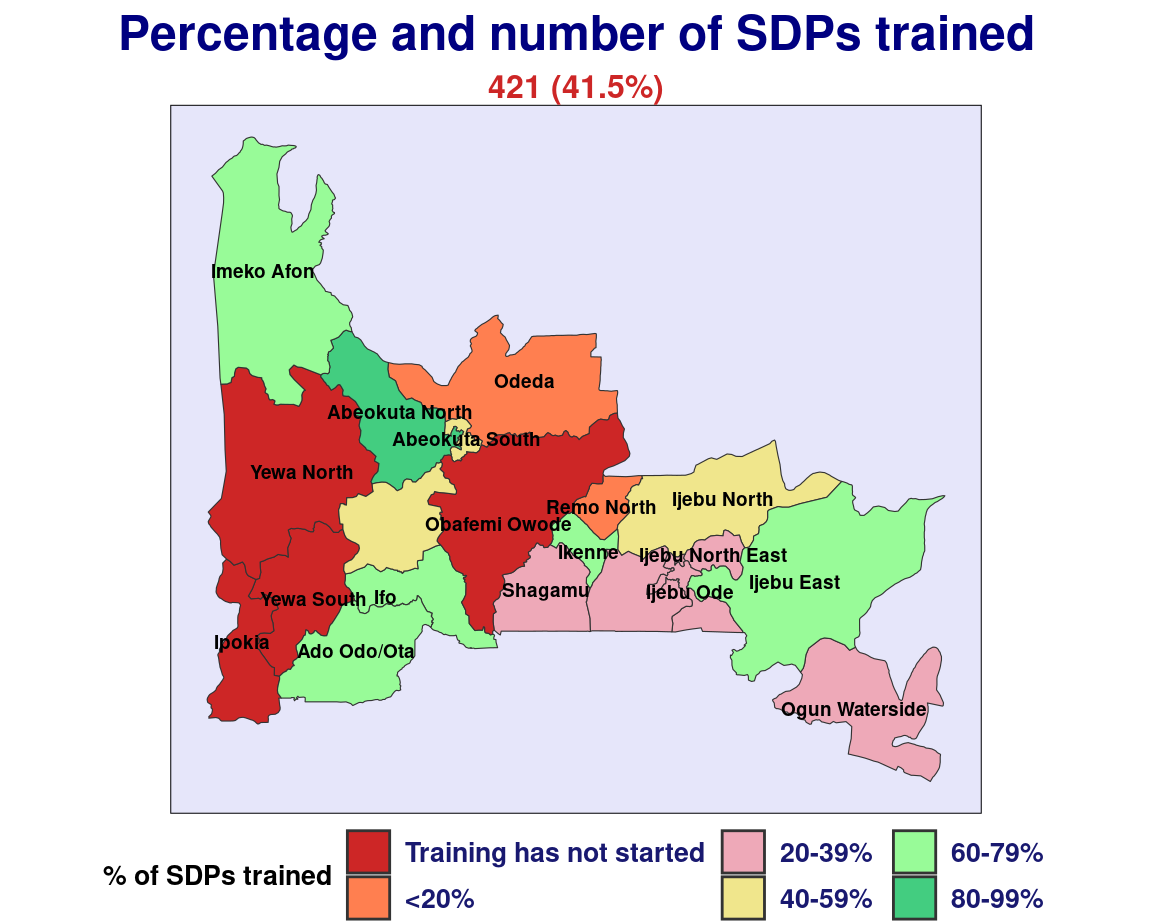 Percentage and number of SDPs trained
421 (41.5%)
Imeko Afon
Odeda
Abeokuta North
Abeokuta South
Yewa North
Ijebu North
Remo North
Obafemi Owode
Ikenne
Ijebu North East
Ijebu East
Shagamu
Ijebu Ode
Yewa South
Ifo
Ipokia
Ado Odo/Ota
Ogun Waterside
% of SDPs trained
Training has not started
<20%
20-39%
40-59%
60-79%
80-99%